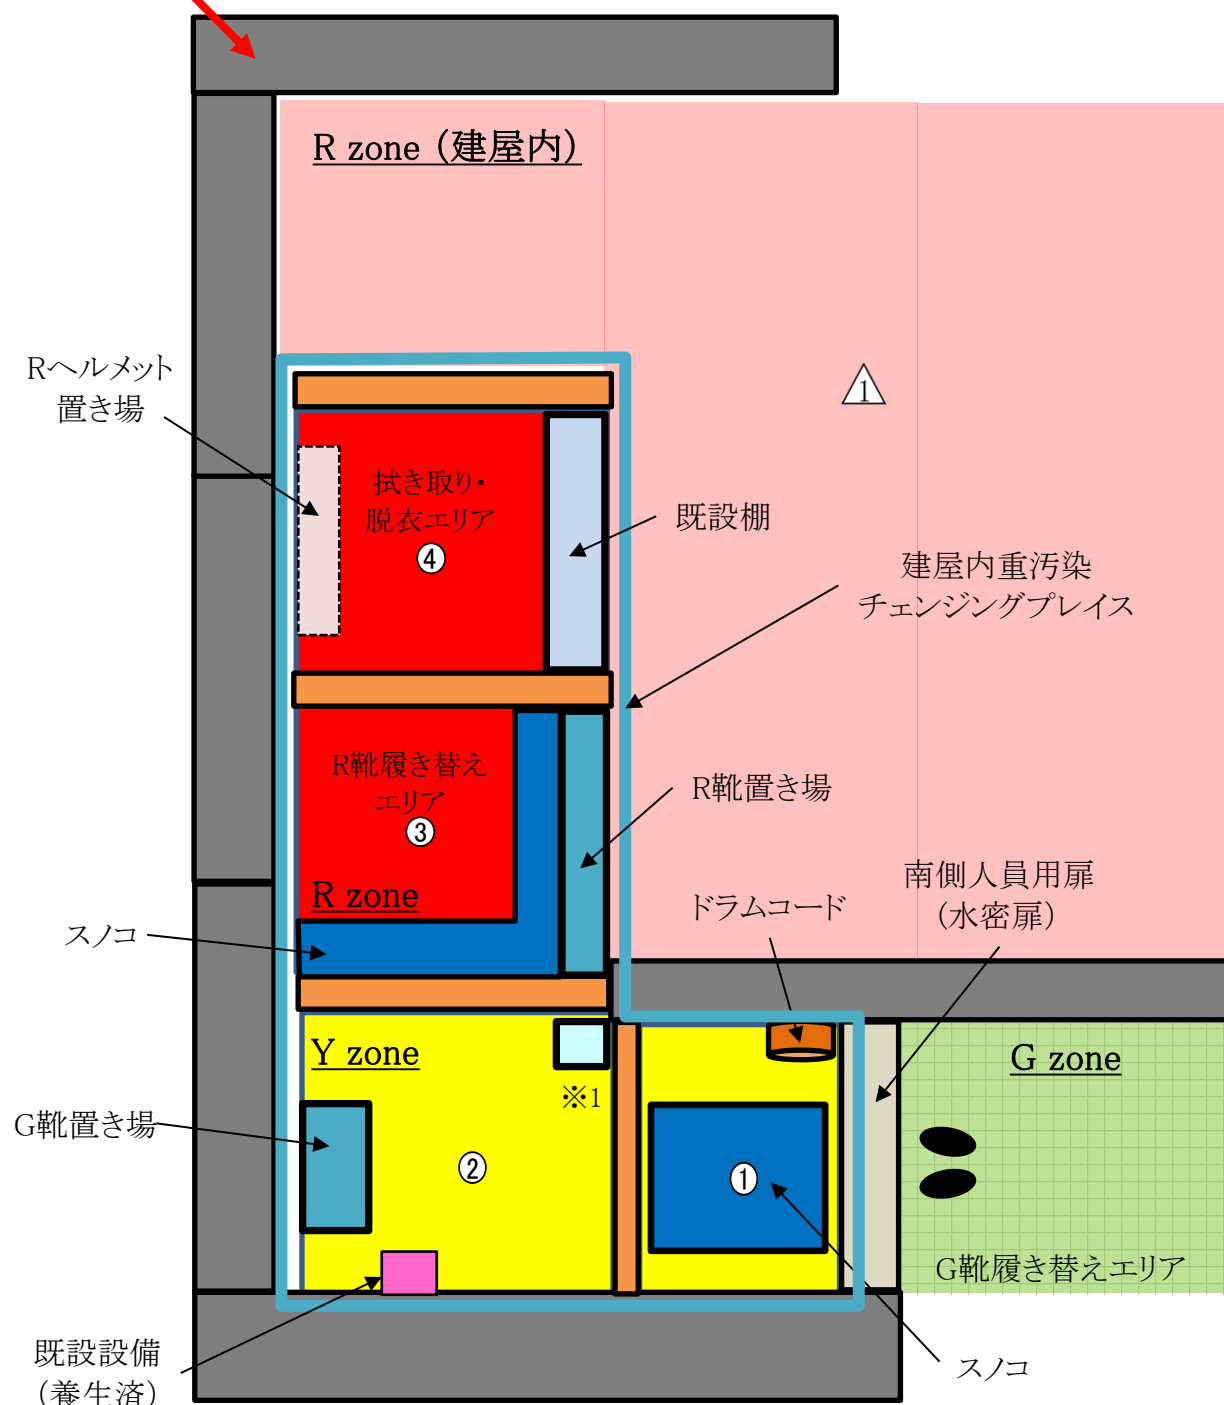 R zone（建屋内）
1
Rヘルメット
置き場
拭き取り・
脱衣エリア
④
既設棚
建屋内重汚染
チェンジングプレイス
R靴履き替え
エリア
③
R靴置き場
R zone
スノコ
ドラムコード
南側人員用扉
（水密扉）
Y zone
※1
G zone
G靴置き場
②
①
G靴履き替えエリア
既設設備
（養生済）
スノコ